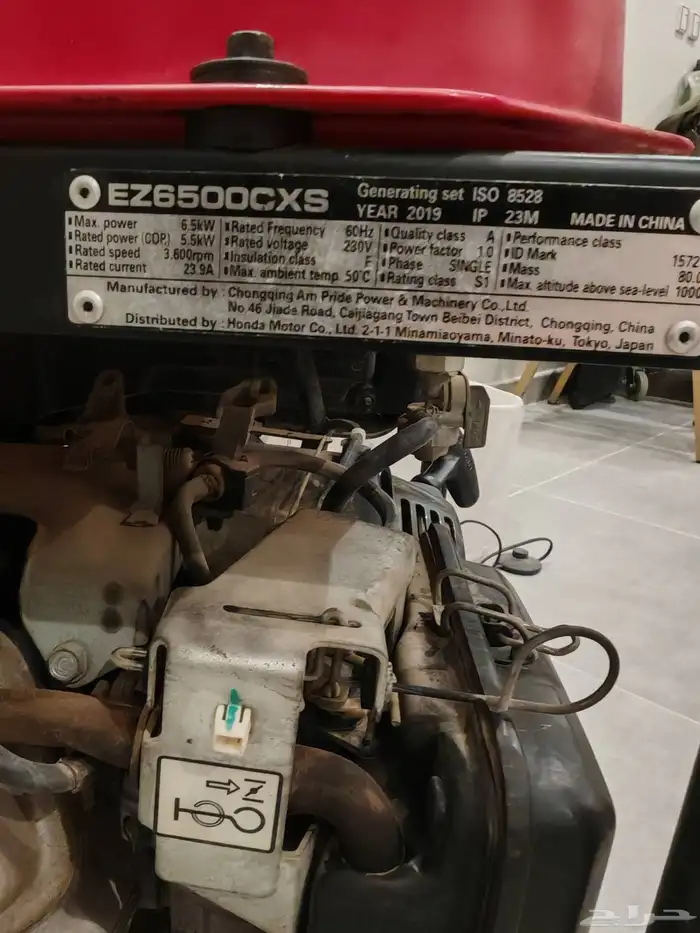 EZ6500CXS
Generating set ISO 8528
YEAR 2019 IP 23M MADE IN CHINA
Max. power 6.5kW
Rated power (COP) 5.5kW
Rated speed 3,600rpm
Rated current 23.9A
Rated Frequency 60Hz
Rated voltage 230V
Insulation class F
Max. ambient temp. 50°C
Quality class A
Power factor 1.0
Phase SINGLE
Rating class S1
Performance class
ID Mark 1572
Mass 80.0
Max. altitude above sea-level 1000
Manufactured by : Chongqing Am Pride Power & Machinery Co., Ltd.
No.46 Jiade Road, Caijiagang Town Beibei District, Chongqing, China
Distributed by : Honda Motor Co., Ltd. 2-1-1 Minamiaoyama, Minato-ku, Tokyo, Japan
حراج